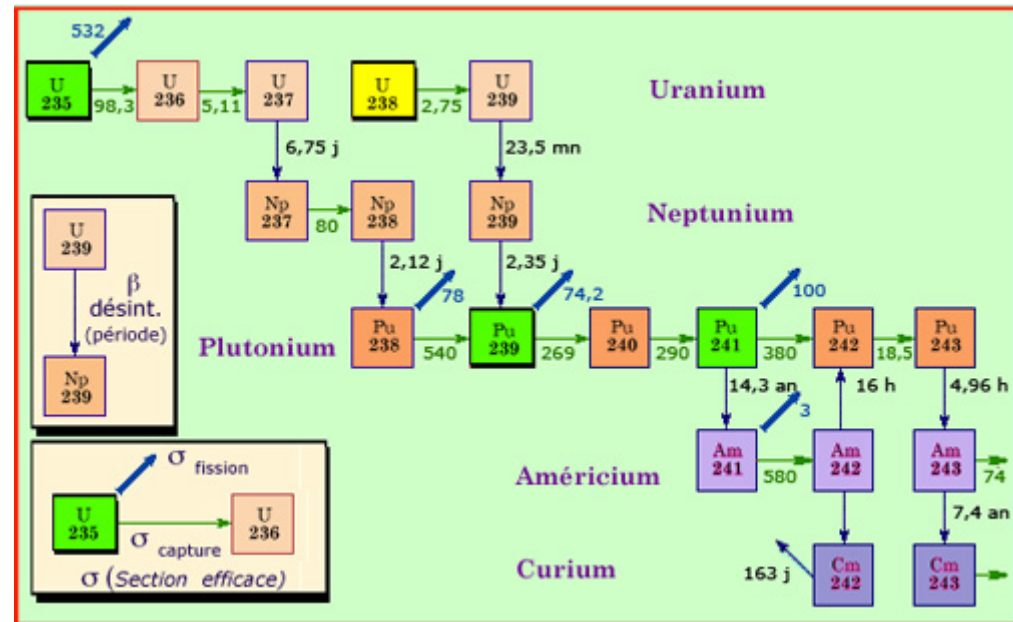 532
U
235
98,3
U
236
5,11
U
237
U
238
2,75
U
239
Uranium
6,75 j
23,5 mn
Np
237
80
Np
238
Np
239
Neptunium
2,12 j
2,35 j
78
74,2
100
Plutonium
Pu
238
540
Pu
239
269
Pu
240
290
Pu
241
380
Pu
242
18,5
Pu
243
14,3 an
16 h
4,96 h
3
Américium
Am
241
580
Am
242
Am
243
74
7,4 an
Curium
163 j
Cm
242
Cm
243
U
239
β
désint.
(période)
Np
239
σ fission
U
235
U
236
σ capture
σ (Section efficace)